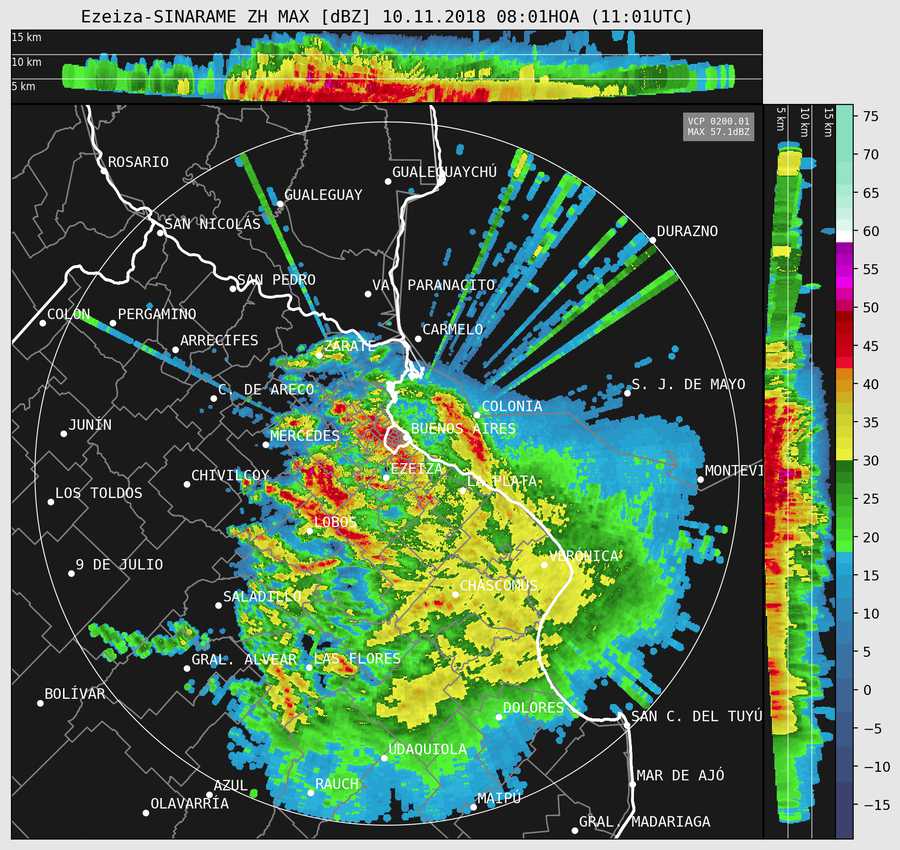 Ezeiza-SINARAME ZH MAX [dBZ] 10.11.2018 08:01HOA (11:01UTC)
15 km
10 km
5 km
VCP 0200.01
MAX 57.1dBZ
5 km
10 km
15 km
ROSARIO
GUALEGUAYCHÚ
GUALEGUAY
SAN NICOLÁS
DURAZNO
SAN PEDRO
VA. PARANACITO
COLÓN
PERGAMINO
CARMELO
ARRECIFES
ZÁRATE
S. J. DE MAYO
C. DE ARECO
COLONIA
JUNÍN
MERCEDES
BUENOS AIRES
EZEIZA
MONTEVI
CHIVILCOY
LA PLATA
LOS TOLDOS
LOBOS
9 DE JULIO
VERÓNICA
CHASCOMÚS
SALADILLO
GRAL. ALVEAR
LAS FLORES
BOLÍVAR
DOLORES
SAN C. DEL TUYÚ
UDAQUIOLA
MAR DE AJÓ
AZUL
RAUCH
OLAVARRÍA
MAIPÚ
GRAL. MADARIAGA
75
70
65
60
55
50
45
40
35
30
25
20
15
10
5
0
−5
−10
−15